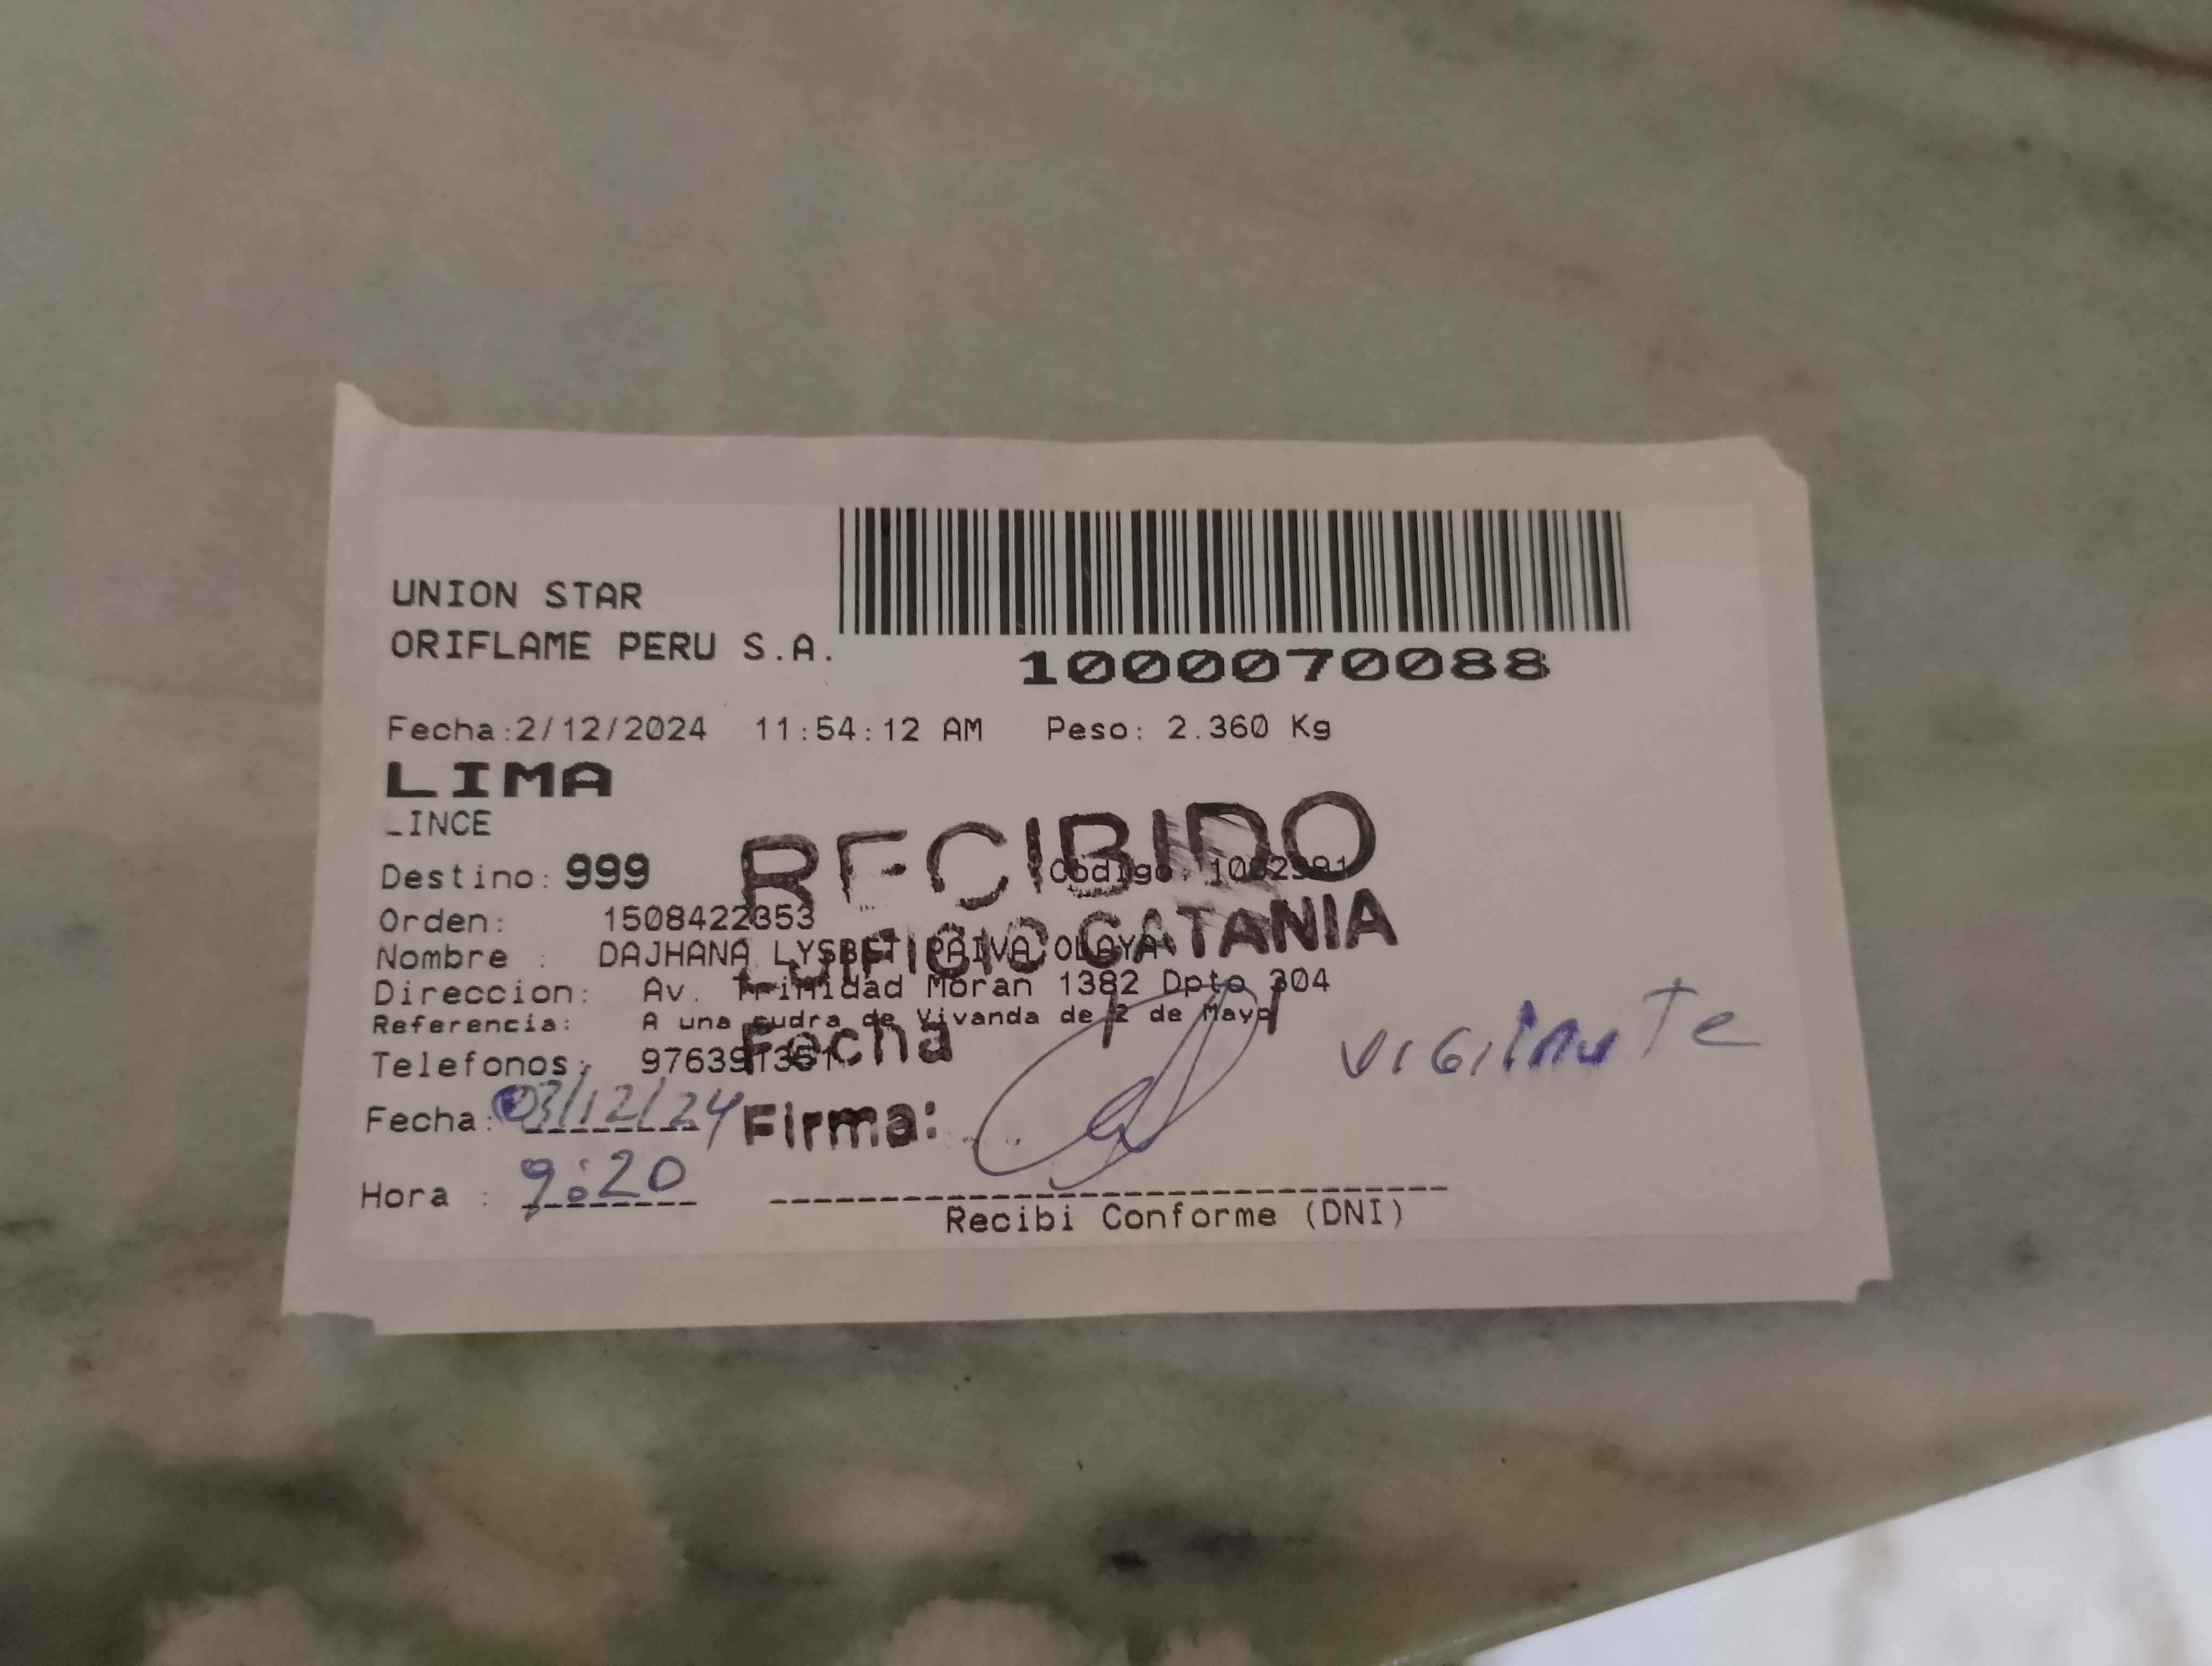 UNION STAR
ORIFLAME PERU S.A.
1000070088
Fecha:2/12/2024 11:54:12 AM Peso: 2.360 Kg
LIMA
LINCE
RECIBIDO
Destino: 999 Codigo:
Orden: 1508422353
EDIFICIO CATANIA
Nombre : DAJHANA LYSBET PAIVA OLAYA
Direccion: Av. Trinidad Moran 1382 Dpto 304
Referencia: A una cudra de Vivanda de 2 de Mayo
Fecha / /
Telefonos: 976391361
vigilante
Fecha: 03/12/24
Firma:
Hora : 9:20
Recibi Conforme (DNI)